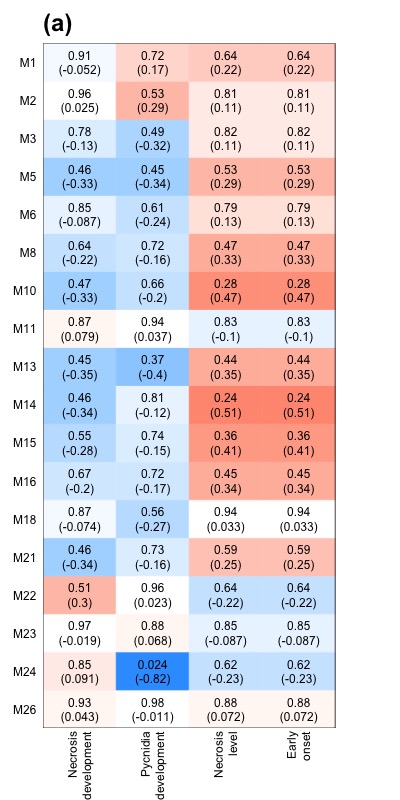 (a)
M1 0.91 0.72 0.64 0.64
(-0.052) (0.17) (0.22) (0.22)
M2 0.96 0.53 0.81 0.81
(0.025) (0.29) (0.11) (0.11)
M3 0.78 0.49 0.82 0.82
(-0.13) (-0.32) (0.11) (0.11)
M5 0.46 0.45 0.53 0.53
(-0.33) (-0.34) (0.29) (0.29)
M6 0.85 0.61 0.79 0.79
(-0.087) (-0.24) (0.13) (0.13)
M8 0.64 0.72 0.47 0.47
(-0.22) (-0.16) (0.33) (0.33)
M10 0.47 0.66 0.28 0.28
(-0.33) (-0.2) (0.47) (0.47)
M11 0.87 0.94 0.83 0.83
(0.079) (0.037) (-0.1) (-0.1)
M13 0.45 0.37 0.44 0.44
(-0.35) (-0.4) (0.35) (0.35)
M14 0.46 0.81 0.24 0.24
(-0.34) (-0.12) (0.51) (0.51)
M15 0.55 0.74 0.36 0.36
(-0.28) (-0.15) (0.41) (0.41)
M16 0.67 0.72 0.45 0.45
(-0.2) (-0.17) (0.34) (0.34)
M18 0.87 0.56 0.94 0.94
(-0.074) (-0.27) (0.033) (0.033)
M21 0.46 0.73 0.59 0.59
(-0.34) (-0.16) (0.25) (0.25)
M22 0.51 0.96 0.64 0.64
(0.3) (0.023) (-0.22) (-0.22)
M23 0.97 0.88 0.85 0.85
(-0.019) (0.068) (-0.087) (-0.087)
M24 0.85 0.024 0.62 0.62
(0.091) (-0.82) (-0.23) (-0.23)
M26 0.93 0.98 0.88 0.88
(0.043) (-0.011) (0.072) (0.072)
Necrosis
development
Pycnidia
development
Necrosis
level
Early
onset